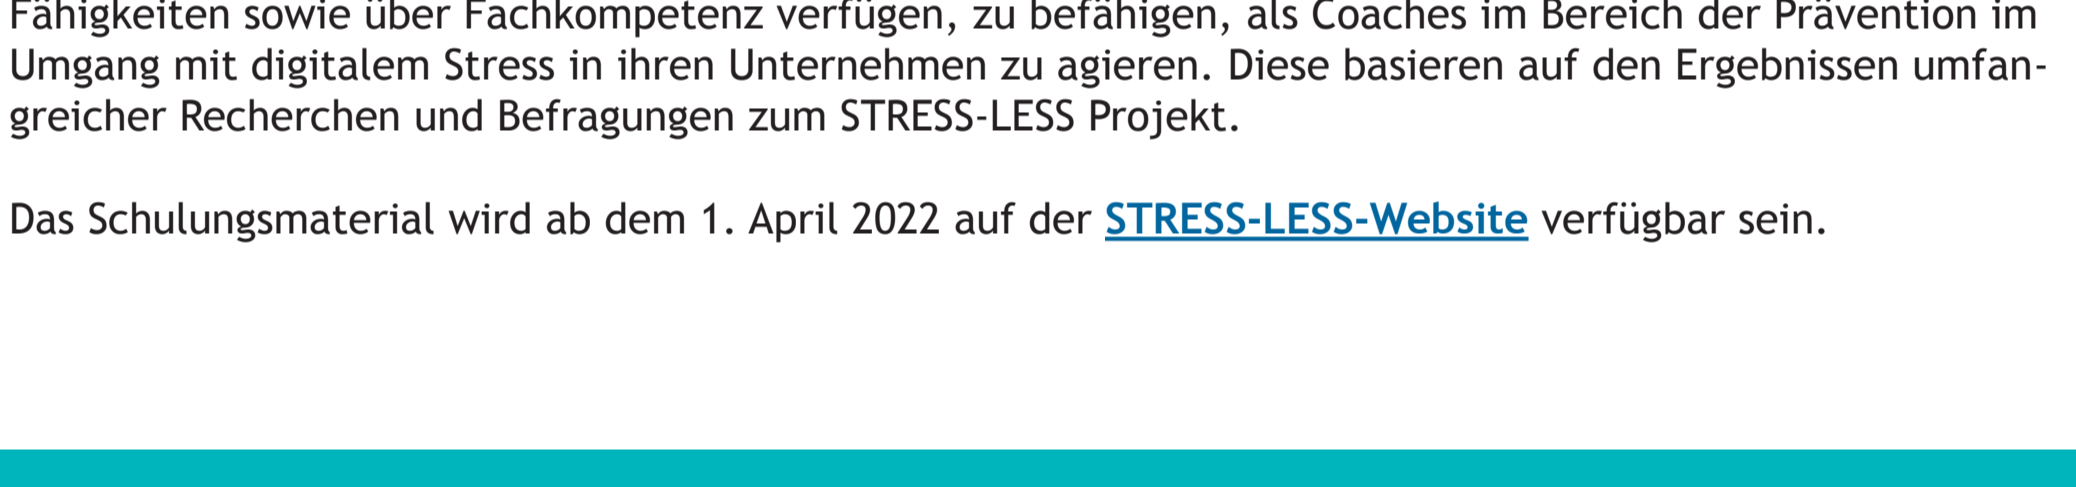 Fähigkeiten sowie über Fachkompetenz verfügen, zu befähigen, als Coaches im Bereich der Prävention im
Umgang mit digitalem Stress in ihren Unternehmen zu agieren. Diese basieren auf den Ergebnissen umfan-
greicher Recherchen und Befragungen zum STRESS-LESS Projekt.
Das Schulungsmaterial wird ab dem 1. April 2022 auf der STRESS-LESS-Website verfügbar sein.